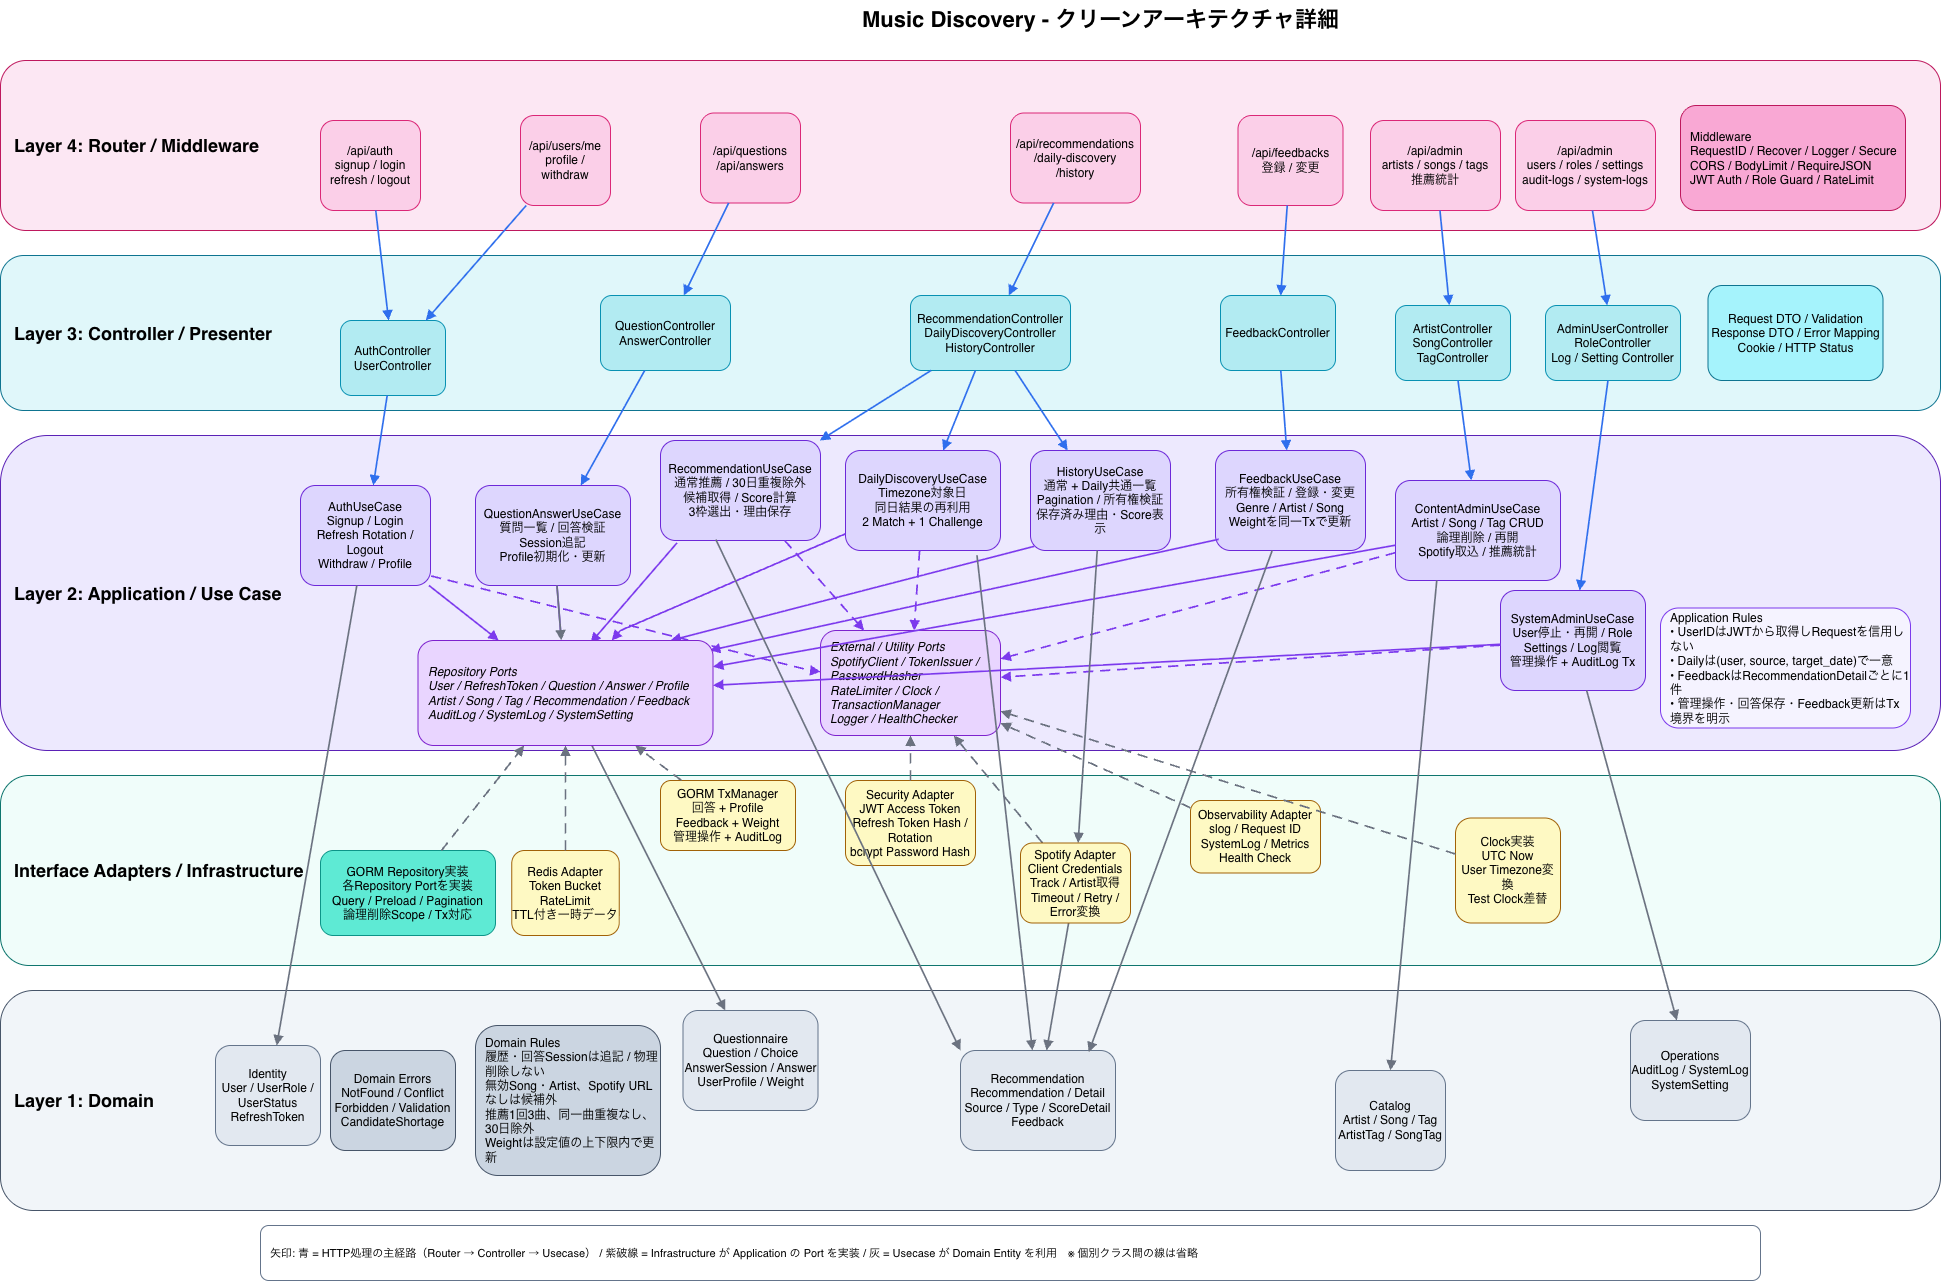 Music Discovery - クリーンアーキテクチャ詳細
Layer 4: Router / Middleware
/api/auth
signup / login
refresh / logout
/api/users/me
profile /
withdraw
/api/questions
/api/answers
/api/recommendations
/daily-discovery
/history
/api/feedbacks
登録 / 変更
/api/admin
artists / songs / tags
推薦統計
/api/admin
users / roles / settings
audit-logs / system-logs
Middleware
RequestID / Recover / Logger / Secure
CORS / BodyLimit / RequireJSON
JWT Auth / Role Guard / RateLimit
Layer 3: Controller / Presenter
AuthController
UserController
QuestionController
AnswerController
RecommendationController
DailyDiscoveryController
HistoryController
FeedbackController
ArtistController
SongController
TagController
AdminUserController
RoleController
Log / Setting Controller
Request DTO / Validation
Response DTO / Error Mapping
Cookie / HTTP Status
Layer 2: Application / Use Case
AuthUseCase
Signup / Login
Refresh Rotation /
Logout
Withdraw / Profile
QuestionAnswerUseCase
質問一覧 / 回答検証
Session追記
Profile初期化・更新
RecommendationUseCase
通常推薦 / 30日重複除外
候補取得 / Score計算
3枠選出・理由保存
DailyDiscoveryUseCase
Timezone対象日
同日結果の再利用
2 Match + 1 Challenge
HistoryUseCase
通常 + Daily共通一覧
Pagination / 所有権検証
保存済み理由・Score表
示
FeedbackUseCase
所有権検証 / 登録・変更
Genre / Artist / Song
Weightを同一Txで更新
ContentAdminUseCase
Artist / Song / Tag CRUD
論理削除 / 再開
Spotify取込 / 推薦統計
SystemAdminUseCase
User停止・再開 / Role
Settings / Log閲覧
管理操作 + AuditLog Tx
Application Rules
• UserIDはJWTから取得しRequestを信用し
ない
• Dailyは(user, source, target_date)で一意
• FeedbackはRecommendationDetailごとに1
件
• 管理操作・回答保存・Feedback更新はTx
境界を明示
Repository Ports
User / RefreshToken / Question / Answer / Profile
Artist / Song / Tag / Recommendation / Feedback
AuditLog / SystemLog / SystemSetting
External / Utility Ports
SpotifyClient / TokenIssuer /
PasswordHasher
RateLimiter / Clock /
TransactionManager
Logger / HealthChecker
Interface Adapters / Infrastructure
GORM Repository実装
各Repository Portを実装
Query / Preload / Pagination
論理削除Scope / Tx対応
Redis Adapter
Token Bucket
RateLimit
TTL付き一時データ
GORM TxManager
回答 + Profile
Feedback + Weight
管理操作 + AuditLog
Security Adapter
JWT Access Token
Refresh Token Hash /
Rotation
bcrypt Password Hash
Spotify Adapter
Client Credentials
Track / Artist取得
Timeout / Retry /
Error変換
Observability Adapter
slog / Request ID
SystemLog / Metrics
Health Check
Clock実装
UTC Now
User Timezone変
換
Test Clock差替
Layer 1: Domain
Identity
User / UserRole /
UserStatus
RefreshToken
Domain Errors
NotFound / Conflict
Forbidden / Validation
CandidateShortage
Domain Rules
履歴・回答Sessionは追記 / 物理
削除しない
無効Song・Artist、Spotify URL
なしは候補外
推薦1回3曲、同一曲重複なし、
30日除外
Weightは設定値の上下限内で更
新
Questionnaire
Question / Choice
AnswerSession / Answer
UserProfile / Weight
Recommendation
Recommendation / Detail
Source / Type / ScoreDetail
Feedback
Catalog
Artist / Song / Tag
ArtistTag / SongTag
Operations
AuditLog / SystemLog
SystemSetting
矢印: 青 = HTTP処理の主経路（Router → Controller → Usecase） / 紫破線 = Infrastructure が Application の Port を実装 / 灰 = Usecase が Domain Entity を利用　※ 個別クラス間の線は省略